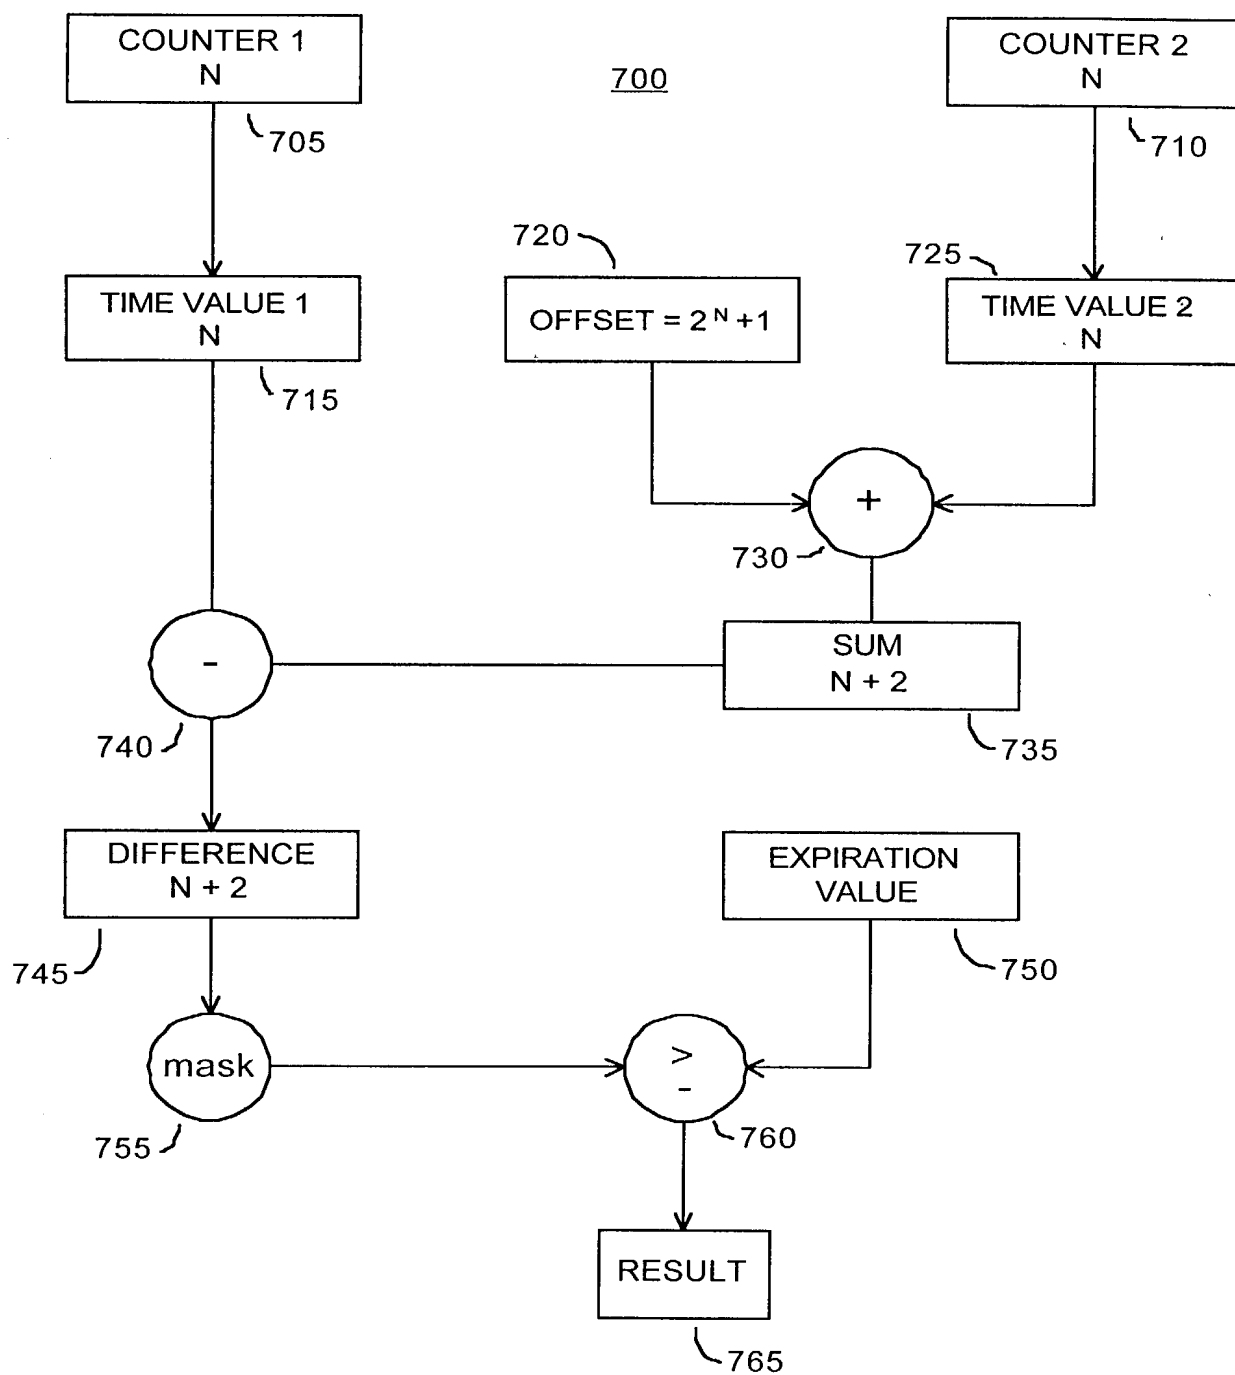 COUNTER 1
N
705
700
COUNTER 2
N
710
720
725
TIME VALUE 1
N
715
OFFSET = 2^N +1
TIME VALUE 2
N
+
730
SUM
N + 2
735
-
740
DIFFERENCE
N + 2
745
EXPIRATION
VALUE
750
mask
755
>
-
760
RESULT
765